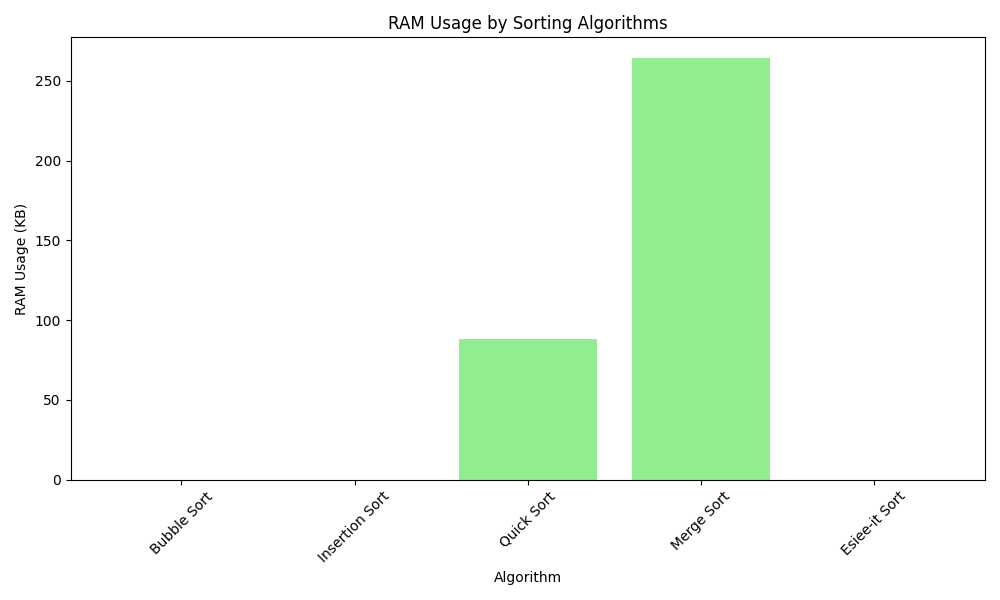 RAM Usage by Sorting Algorithms
RAM Usage (KB)
250
200
150
100
50
0
Bubble Sort
Insertion Sort
Quick Sort
Merge Sort
Esiee-it Sort
Algorithm